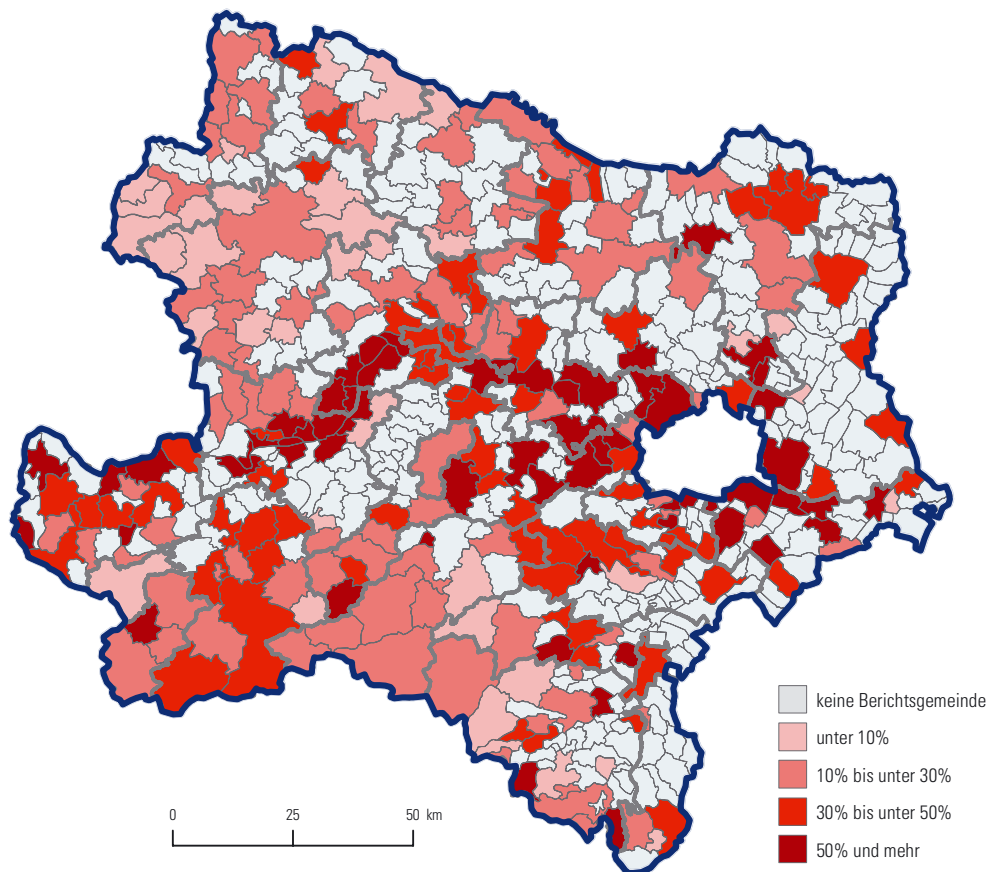 keine Berichtsgemeinde
unter 10%
10% bis unter 30%
30% bis unter 50%
50% und mehr
0 25 50 km